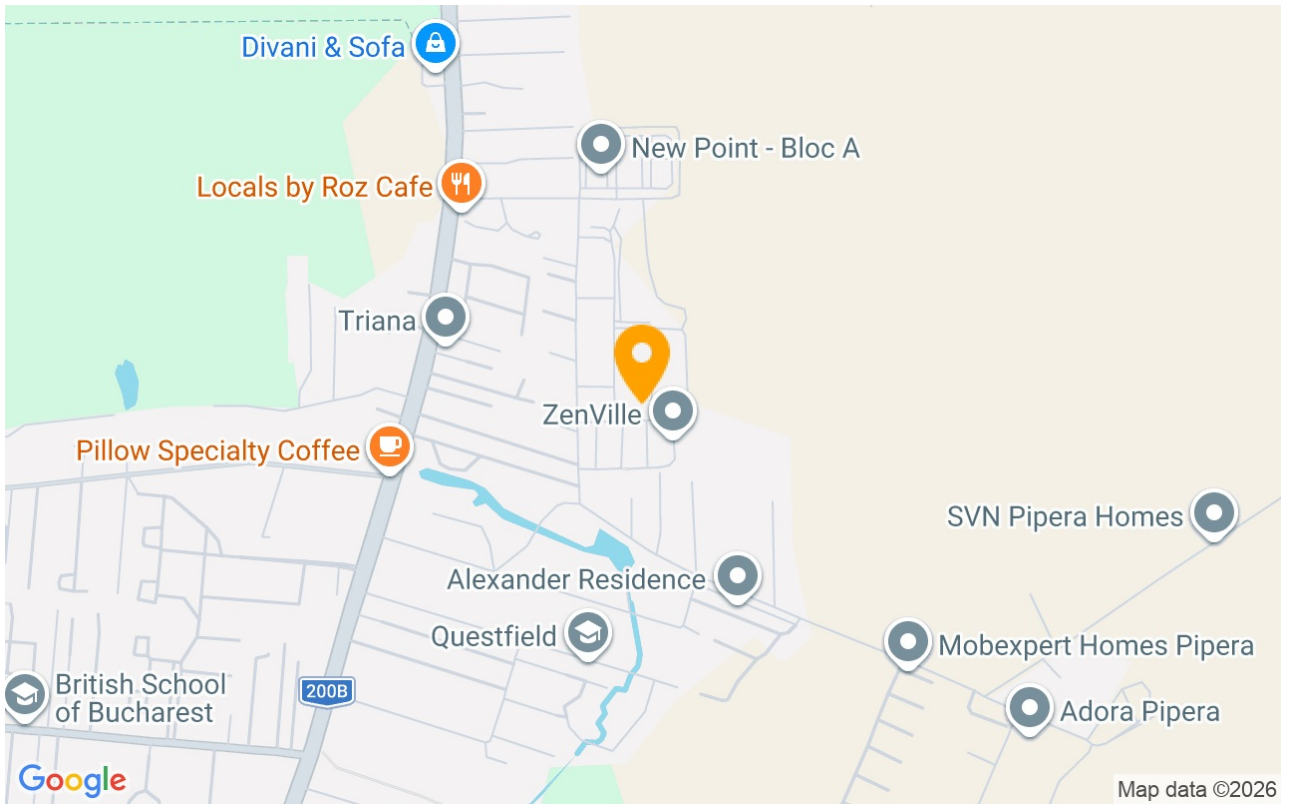 Divani & Sofa
New Point - Bloc A
Locals by Roz Cafe
Triana
ZenVille
Pillow Specialty Coffee
SVN Pipera Homes
Alexander Residence
Questfield
Mobexpert Homes Pipera
British School
of Bucharest
200B
Adora Pipera
Google
Map data ©2026